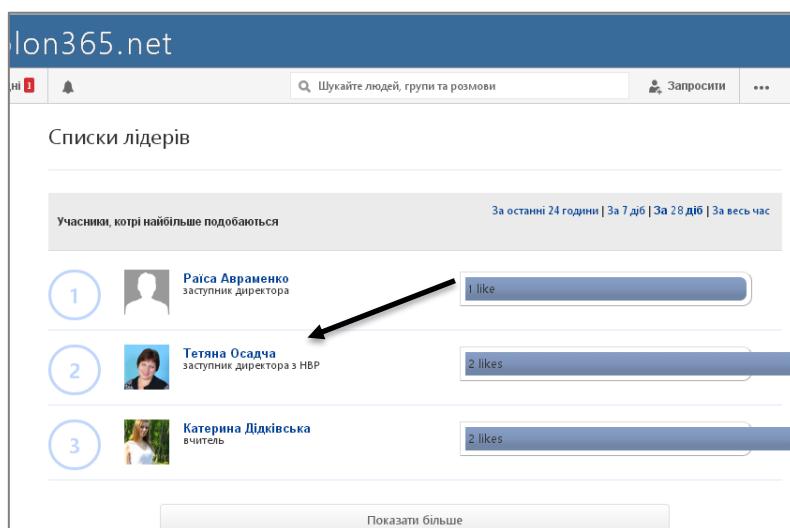 lon365.net
ні 1
Шукайте людей, групи та розмови
Запросити
Списки лідерів
Учасники, котрі найбільше подобаються
За останні 24 години | За 7 діб | За 28 діб | За весь час
1
Раїса Авраменко
заступник директора
1 like
2
Тетяна Осадча
заступник директора з НВР
2 likes
3
Катерина Дідківська
вчитель
2 likes
Показати більше